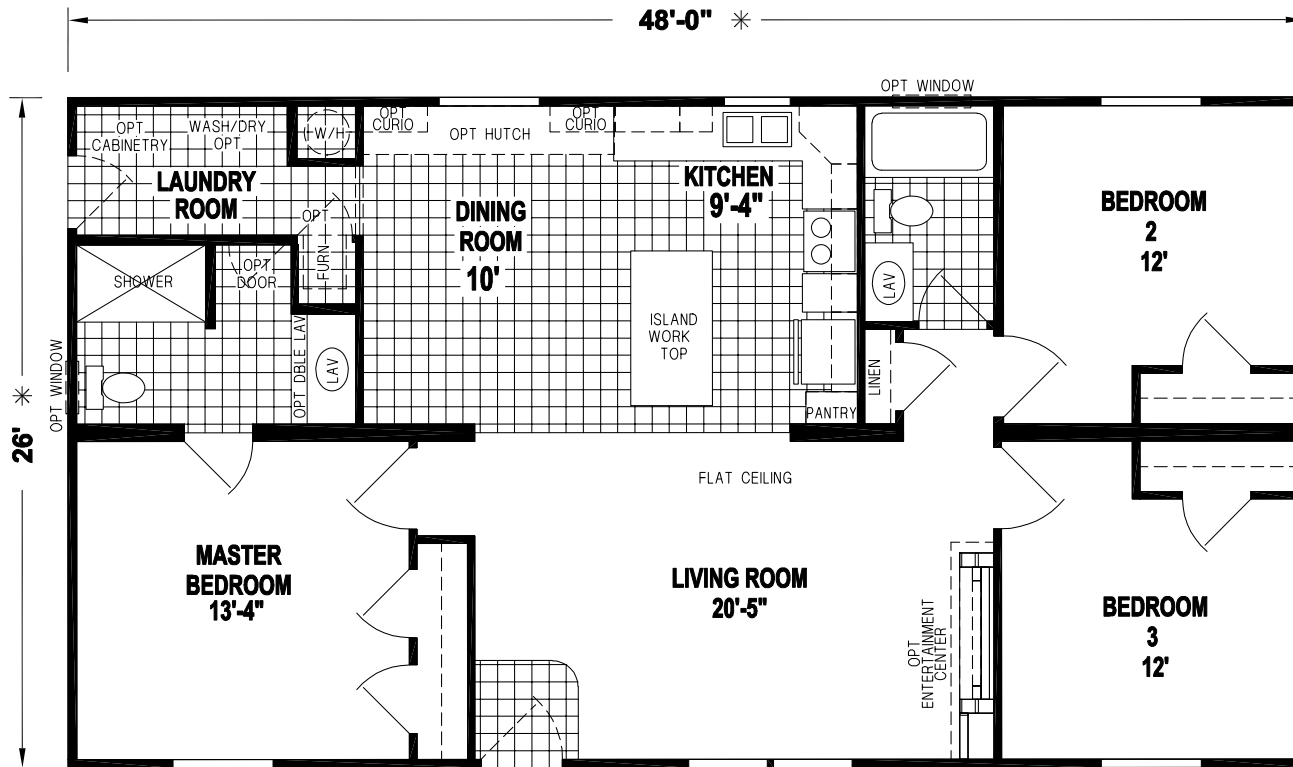 48'-0" ✳
OPT WINDOW
OPT
CABINETRY
WASH/DRY
OPT
W/H
OPT
CURIO
OPT HUTCH
OPT
CURIO
LAUNDRY
ROOM
KITCHEN
9'-4"
DINING
ROOM
10'
BEDROOM
2
12'
OPT
FURN
SHOWER
OPT
DOOR
LAV
ISLAND
WORK
TOP
OPT WINDOW
OPT DBLE LAV
LAV
LINEN
PANTRY
26' ✳
FLAT CEILING
MASTER
BEDROOM
13'-4"
LIVING ROOM
20'-5"
OPT
ENTERTAINMENT
CENTER
BEDROOM
3
12'